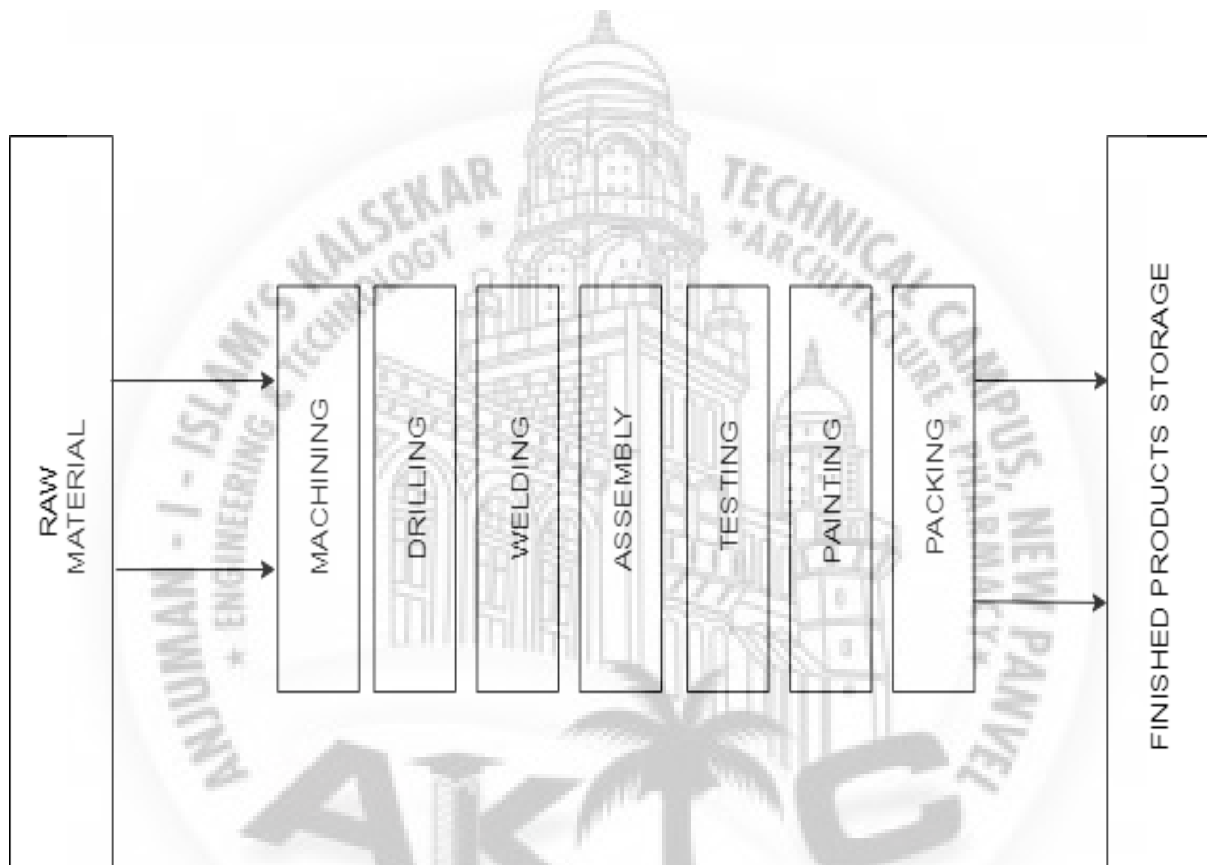 RAW
MATERIAL
MACHINING
DRILLING
WELDING
ASSEMBLY
TESTING
PAINTING
PACKING
FINISHED PRODUCTS STORAGE
ANJUMAN - I - ISLAM'S KALSEKAR TECHNICAL CAMPUS, NEW PANVEL
* ENGINEERING & TECHNOLOGY * *ARCHITECTURE * PHARMACY*
AKTC